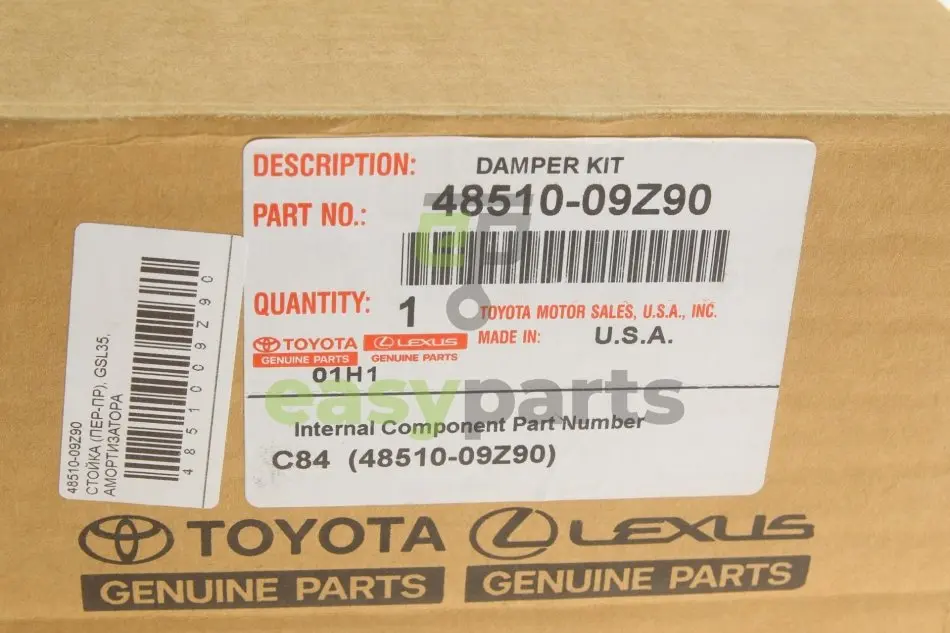 DESCRIPTION: DAMPER KIT
PART NO.: 48510-09Z90
QUANTITY: 1
TOYOTA MOTOR SALES, U.S.A., INC.
MADE IN: U.S.A.
TOYOTA LEXUS
GENUINE PARTS GENUINE PARTS
01H1
easyparts
Internal Component Part Number
C84 (48510-09Z90)
48510-09Z90
СТОЙКА (ПЕР-ПР), GSL35,
АМОРТИЗАТОРА
4851009Z90
TOYOTA LEXUS
GENUINE PARTS GENUINE PARTS